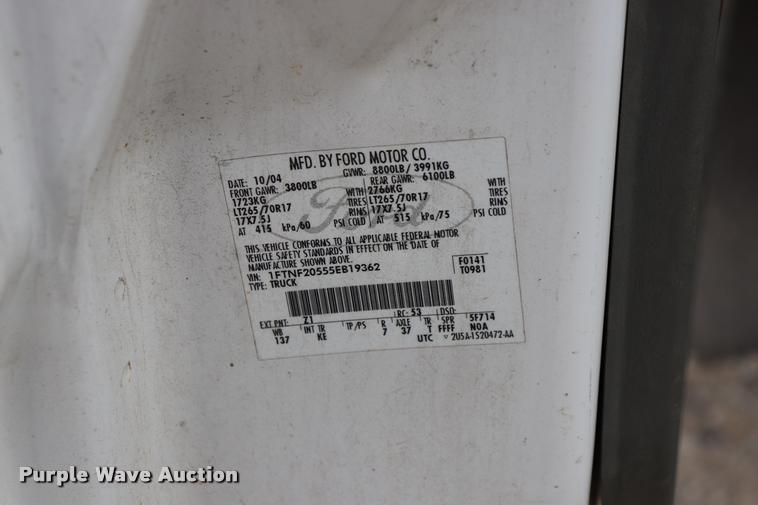 MFD. BY FORD MOTOR CO.
DATE: 10/04 GVWR: 8800LB/ 3991KG
FRONT GAWR: 3800LB REAR GAWR: 6100LB
1723KG WITH 2766KG WITH
LT265/70R17 TIRES LT265/70R17 TIRES
17X7.5J RIMS 17X7.5J RIMS
AT 415 kPa/60 PSI COLD AT 515 kPa/75 PSI COLD
Ford
THIS VEHICLE CONFORMS TO ALL APPLICABLE FEDERAL MOTOR
VEHICLE SAFETY STANDARDS IN EFFECT ON THE DATE OF
MANUFACTURE SHOWN ABOVE.
VIN: 1FTNF20555EB19362 F0141
TYPE: TRUCK T0981
EXT PNT: Z1 RC: 53 DSO:
WB INT TR TP/PS R AXLE TR SPR 5F714
137 KE 7 37 T FFFF N0A
UTC 2U5A-1520472-AA
Purple Wave Auction